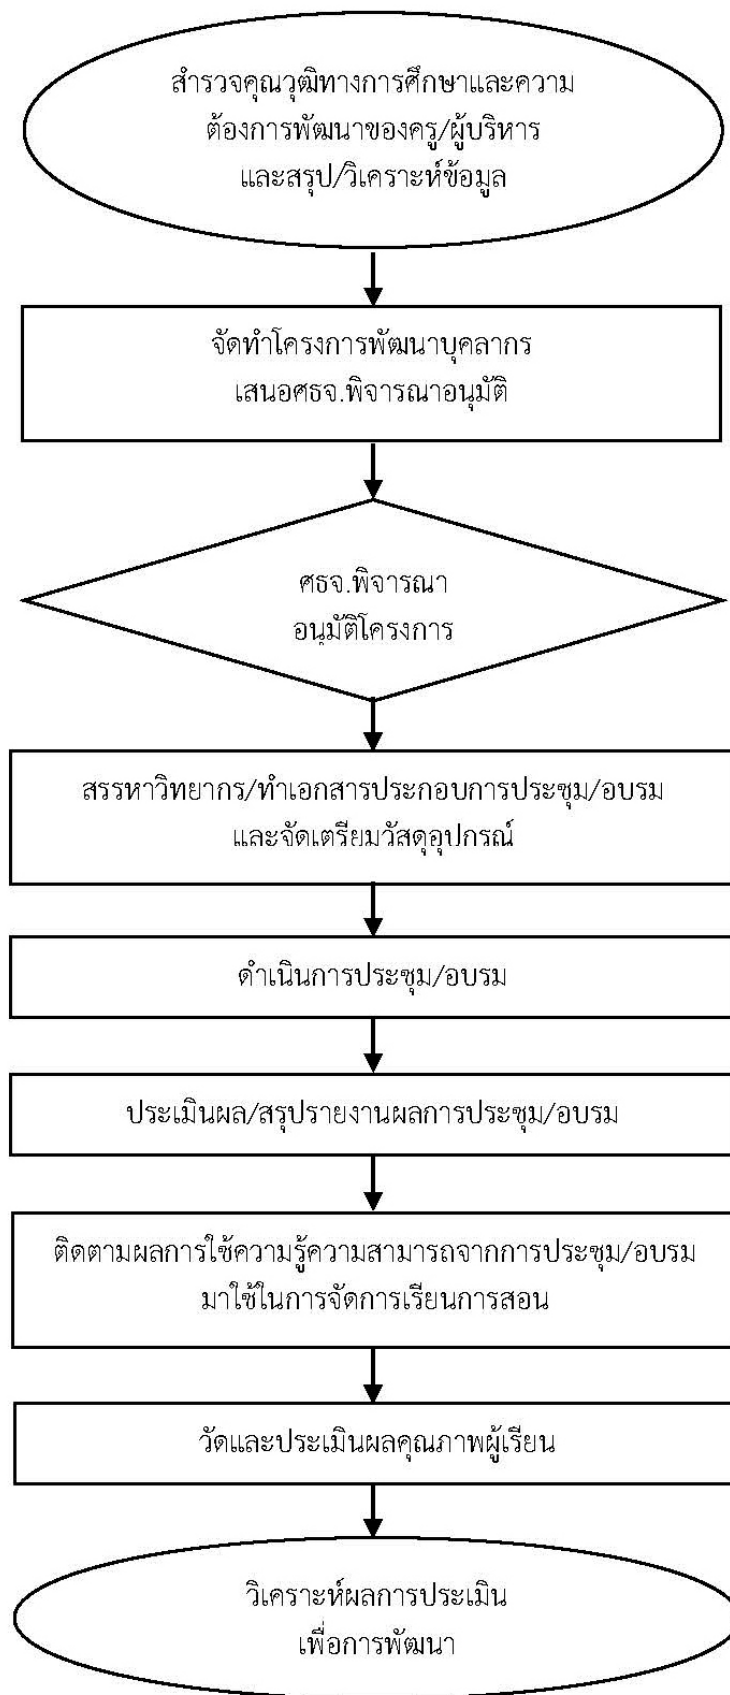 สำรวจคุณวุฒิทางการศึกษาและความ
ต้องการพัฒนาของครู/ผู้บริหาร
และสรุป/วิเคราะห์ข้อมูล
จัดทำโครงการพัฒนาบุคลากร
เสนอศธจ.พิจารณาอนุมัติ
ศธจ.พิจารณา
อนุมัติโครงการ
สรรหาวิทยากร/ทำเอกสารประกอบการประชุม/อบรม
และจัดเตรียมวัสดุอุปกรณ์
ดำเนินการประชุม/อบรม
ประเมินผล/สรุปรายงานผลการประชุม/อบรม
ติดตามผลการใช้ความรู้ความสามารถจากการประชุม/อบรม
มาใช้ในการจัดการเรียนการสอน
วัดและประเมินผลคุณภาพผู้เรียน
วิเคราะห์ผลการประเมิน
เพื่อการพัฒนา